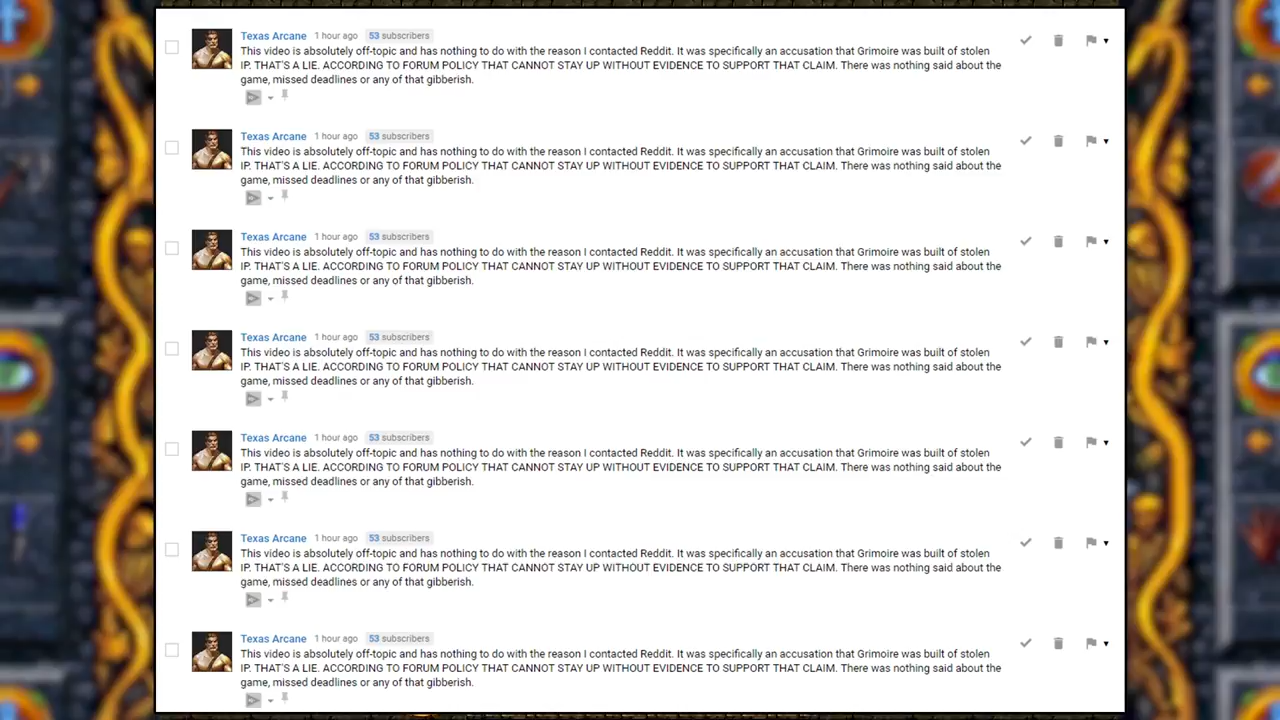 Texas Arcane 1 hour ago 53 subscribers
This video is absolutely off-topic and has nothing to do with the reason I contacted Reddit. It was specifically an accusation that Grimoire was built of stolen
IP. THAT'S A LIE. ACCORDING TO FORUM POLICY THAT CANNOT STAY UP WITHOUT EVIDENCE TO SUPPORT THAT CLAIM. There was nothing said about the
game, missed deadlines or any of that gibberish.
Texas Arcane 1 hour ago 53 subscribers
This video is absolutely off-topic and has nothing to do with the reason I contacted Reddit. It was specifically an accusation that Grimoire was built of stolen
IP. THAT'S A LIE. ACCORDING TO FORUM POLICY THAT CANNOT STAY UP WITHOUT EVIDENCE TO SUPPORT THAT CLAIM. There was nothing said about the
game, missed deadlines or any of that gibberish.
Texas Arcane 1 hour ago 53 subscribers
This video is absolutely off-topic and has nothing to do with the reason I contacted Reddit. It was specifically an accusation that Grimoire was built of stolen
IP. THAT'S A LIE. ACCORDING TO FORUM POLICY THAT CANNOT STAY UP WITHOUT EVIDENCE TO SUPPORT THAT CLAIM. There was nothing said about the
game, missed deadlines or any of that gibberish.
Texas Arcane 1 hour ago 53 subscribers
This video is absolutely off-topic and has nothing to do with the reason I contacted Reddit. It was specifically an accusation that Grimoire was built of stolen
IP. THAT'S A LIE. ACCORDING TO FORUM POLICY THAT CANNOT STAY UP WITHOUT EVIDENCE TO SUPPORT THAT CLAIM. There was nothing said about the
game, missed deadlines or any of that gibberish.
Texas Arcane 1 hour ago 53 subscribers
This video is absolutely off-topic and has nothing to do with the reason I contacted Reddit. It was specifically an accusation that Grimoire was built of stolen
IP. THAT'S A LIE. ACCORDING TO FORUM POLICY THAT CANNOT STAY UP WITHOUT EVIDENCE TO SUPPORT THAT CLAIM. There was nothing said about the
game, missed deadlines or any of that gibberish.
Texas Arcane 1 hour ago 53 subscribers
This video is absolutely off-topic and has nothing to do with the reason I contacted Reddit. It was specifically an accusation that Grimoire was built of stolen
IP. THAT'S A LIE. ACCORDING TO FORUM POLICY THAT CANNOT STAY UP WITHOUT EVIDENCE TO SUPPORT THAT CLAIM. There was nothing said about the
game, missed deadlines or any of that gibberish.
Texas Arcane 1 hour ago 53 subscribers
This video is absolutely off-topic and has nothing to do with the reason I contacted Reddit. It was specifically an accusation that Grimoire was built of stolen
IP. THAT'S A LIE. ACCORDING TO FORUM POLICY THAT CANNOT STAY UP WITHOUT EVIDENCE TO SUPPORT THAT CLAIM. There was nothing said about the
game, missed deadlines or any of that gibberish.